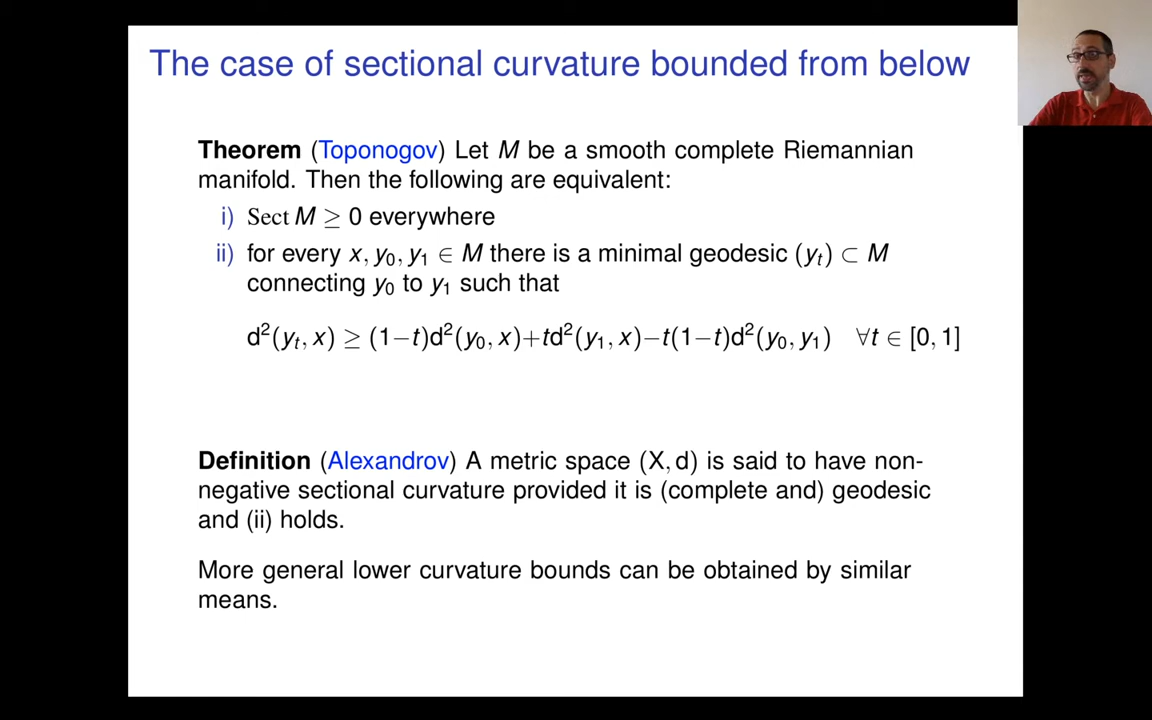 The case of sectional curvature bounded from below
Theorem (Toponogov) Let M be a smooth complete Riemannian
manifold. Then the following are equivalent:
i) Sect M ≥ 0 everywhere
ii) for every x, y₀, y₁ ∈ M there is a minimal geodesic (yₜ) ⊂ M
connecting y₀ to y₁ such that
d²(yₜ, x) ≥ (1−t)d²(y₀, x)+td²(y₁, x)−t(1−t)d²(y₀, y₁) ∀t ∈ [0, 1]
Definition (Alexandrov) A metric space (X, d) is said to have non-
negative sectional curvature provided it is (complete and) geodesic
and (ii) holds.
More general lower curvature bounds can be obtained by similar
means.